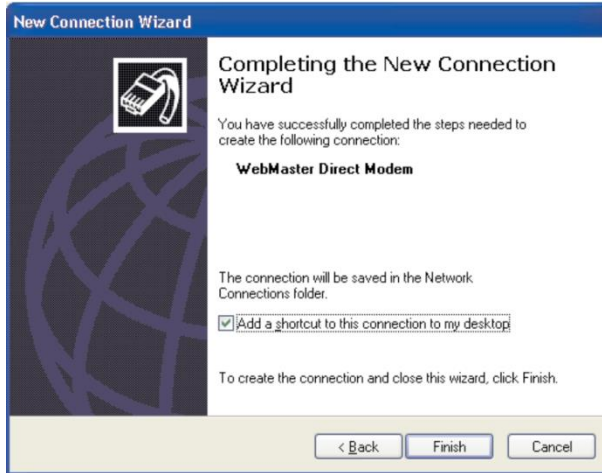 New Connection Wizard
Completing the New Connection
Wizard
You have successfully completed the steps needed to
create the following connection:
WebMaster Direct Modem
The connection will be saved in the Network
Connections folder.
Add a shortcut to this connection to my desktop
To create the connection and close this wizard, click Finish.
< Back Finish Cancel